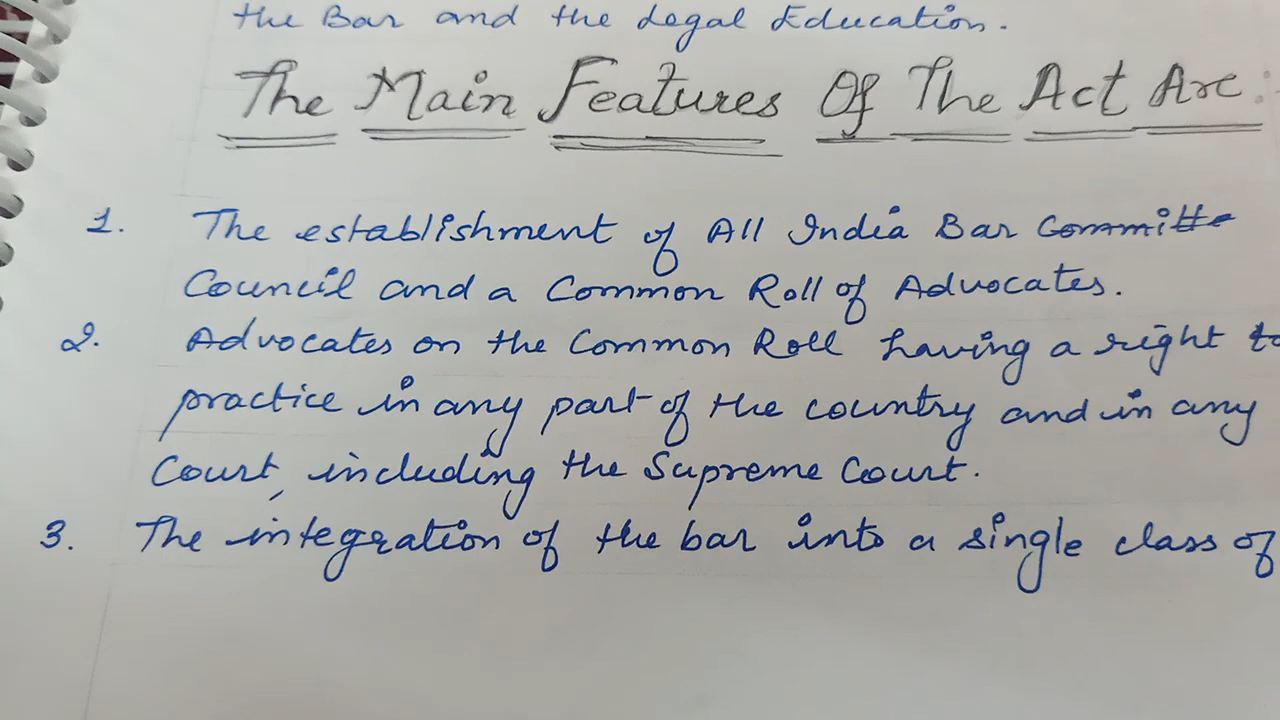 the Bar and the Legal Education.
The Main Features Of The Act Are:
1. The establishment of All India Bar Committe
Council and a Common Roll of Advocates.
2. Advocates on the Common Roll having a right to
practice in any part of the country and in any
Court, including the Supreme Court.
3. The integration of the bar into a single class of